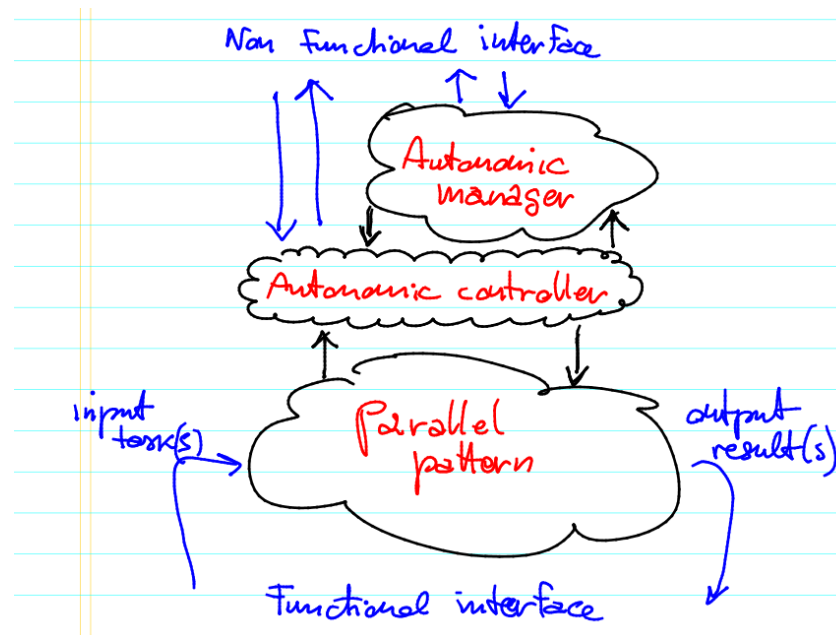 Non Functional interface
Autonomic
manager
Autonomic controller
input
task(s)
Parallel
pattern
output
result(s)
Functional interface